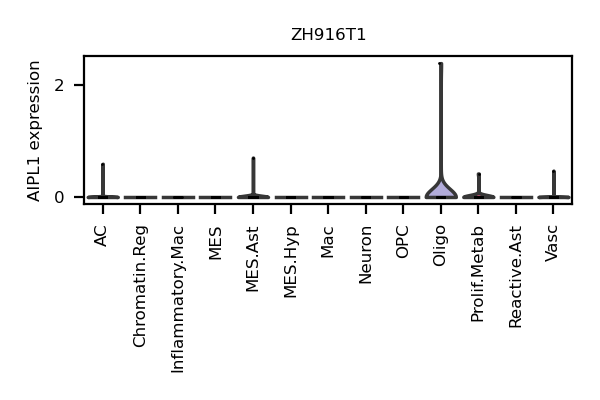 ZH916T1
AIPL1 expression
2
0
AC
Chromatin.Reg
Inflammatory.Mac
MES
MES.Ast
MES.Hyp
Mac
Neuron
OPC
Oligo
Prolif.Metab
Reactive.Ast
Vasc